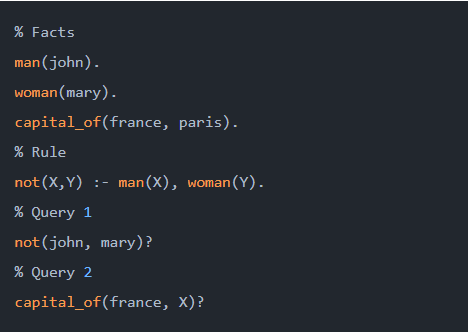 % Facts
man(john).
woman(mary).
capital_of(france, paris).
% Rule
not(X,Y) :- man(X), woman(Y).
% Query 1
not(john, mary)?
% Query 2
capital_of(france, X)?